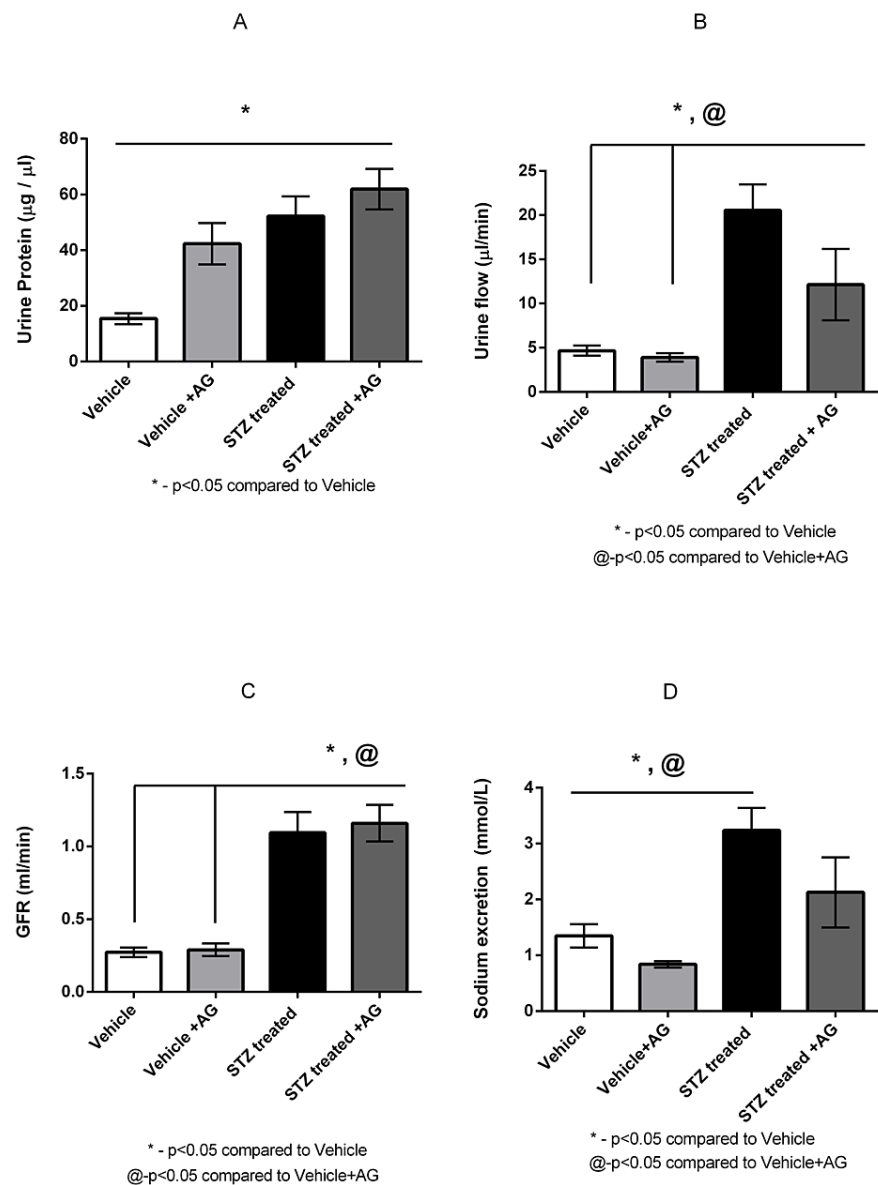 A
*
Urine Protein (µg / µl)
80
60
40
20
0
Vehicle
Vehicle +AG
STZ treated
STZ treated +AG
* - p<0.05 compared to Vehicle
B
* , @
Urine flow (µl/min)
25
20
15
10
5
0
Vehicle
Vehicle+AG
STZ treated
STZ treated + AG
* - p<0.05 compared to Vehicle
@-p<0.05 compared to Vehicle+AG
C
* , @
GFR (ml/min)
1.5
1.0
0.5
0.0
Vehicle
Vehicle +AG
STZ treated
STZ treated +AG
* - p<0.05 compared to Vehicle
@-p<0.05 compared to Vehicle+AG
D
* , @
Sodium excretion (mmol/L)
4
3
2
1
0
Vehicle
Vehicle+AG
STZ treated
STZ treated +AG
* - p<0.05 compared to Vehicle
@-p<0.05 compared to Vehicle+AG